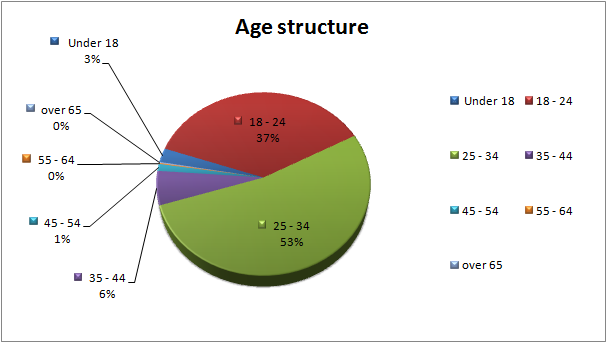 Age structure
Under 18
3%
over 65
0%
55 - 64
0%
45 - 54
1%
35 - 44
6%
18 - 24
37%
25 - 34
53%
Under 18 18 - 24
25 - 34 35 - 44
45 - 54 55 - 64
over 65